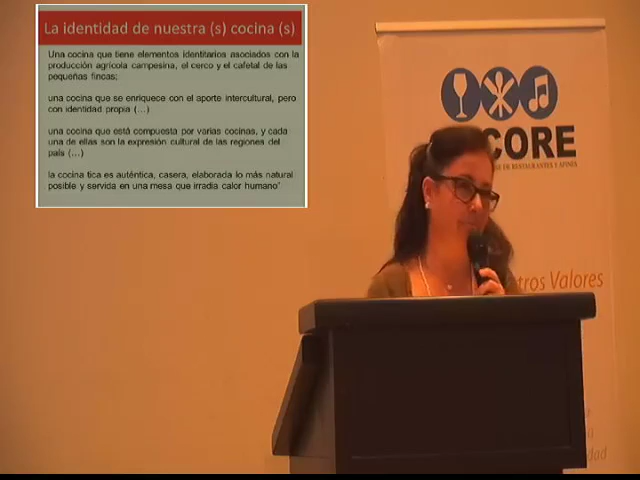 La identidad de nuestra (s) cocina (s)
Una cocina que tiene elementos identitarios asociados con la
producción agrícola campesina, el cerco y el cafetal de las
pequeñas fincas;
una cocina que se enriquece con el aporte intercultural, pero
con identidad propia (…)
una cocina que está compuesta por varias cocinas, y cada
una de ellas son la expresión cultural de las regiones del
país (…)
la cocina tica es auténtica, casera, elaborada lo más natural
posible y servida en una mesa que irradia calor humano"
CORE
DE RESTAURANTES Y AFINES
tros Valores
dad